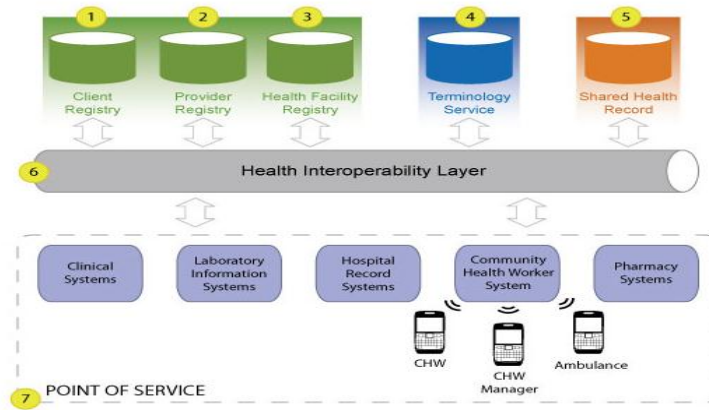 1
2
3
4
5
Client
Registry
Provider
Registry
Health Facility
Registry
Terminology
Service
Shared Health
Record
6
Health Interoperability Layer
Clinical
Systems
Laboratory
Information
Systems
Hospital
Record
Systems
Community
Health Worker
System
Pharmacy
Systems
CHW
CHW
Manager
Ambulance
7
POINT OF SERVICE